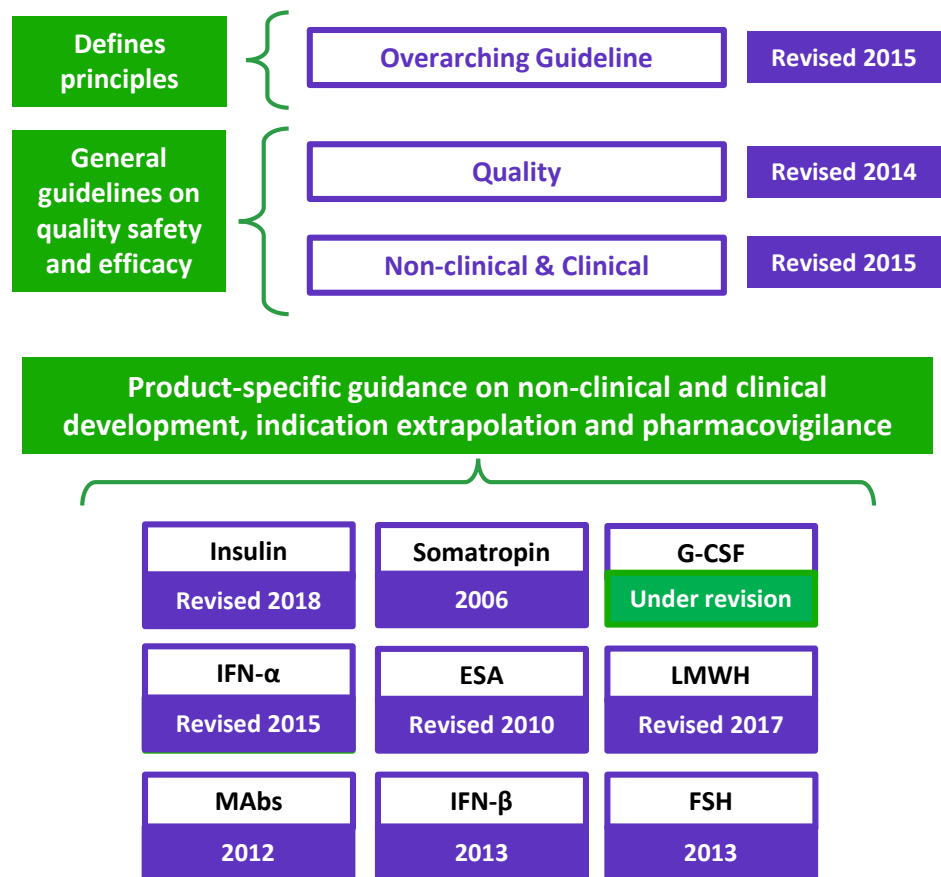 Defines
principles
Overarching Guideline
Revised 2015
General
guidelines on
quality safety
and efficacy
Quality
Revised 2014
Non-clinical & Clinical
Revised 2015
Product-specific guidance on non-clinical and clinical
development, indication extrapolation and pharmacovigilance
Insulin
Revised 2018
Somatropin
2006
G-CSF
Under revision
IFN-α
Revised 2015
ESA
Revised 2010
LMWH
Revised 2017
MAbs
2012
IFN-β
2013
FSH
2013